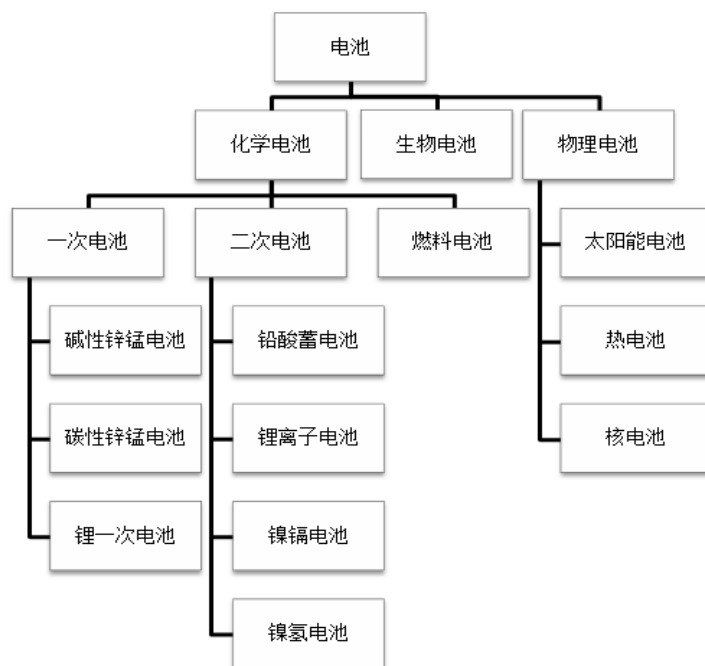 电池
化学电池
生物电池
物理电池
一次电池
二次电池
燃料电池
太阳能电池
碱性锌锰电池
铅酸蓄电池
热电池
碳性锌锰电池
锂离子电池
核电池
锂一次电池
镍镉电池
镍氢电池